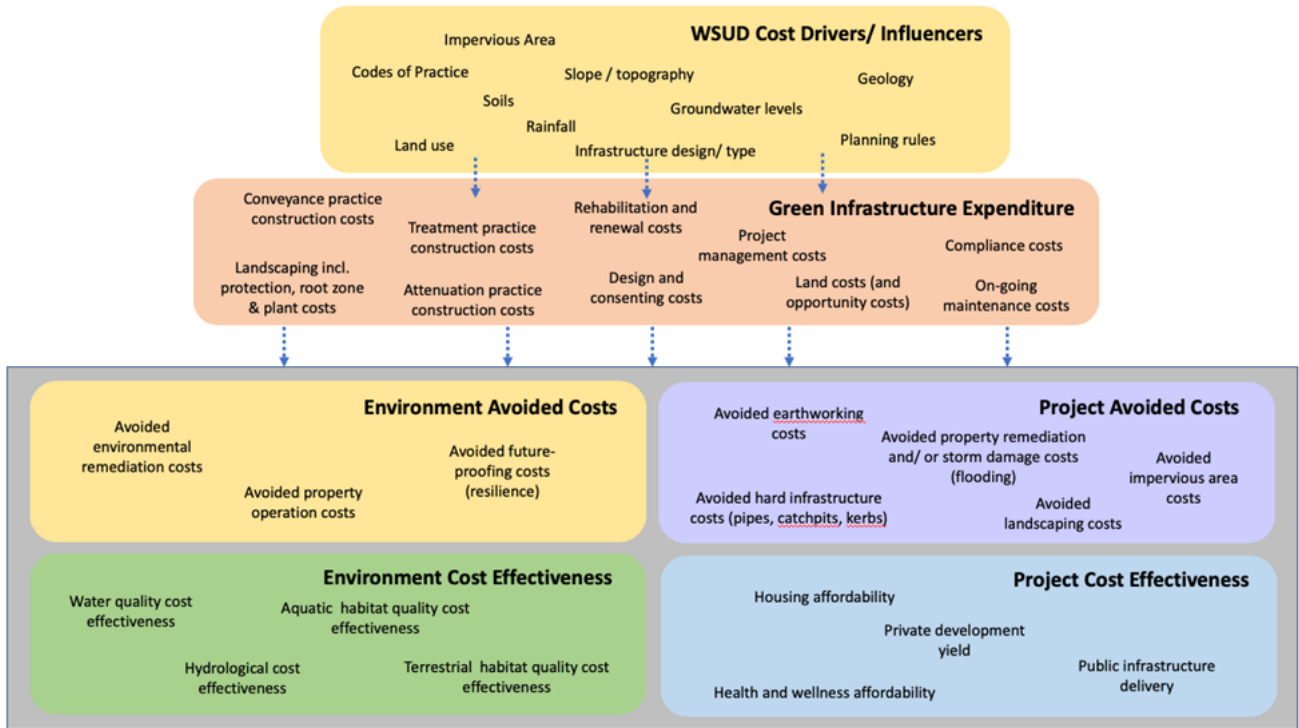 WSUD Cost Drivers/ Influencers
Impervious Area
Codes of Practice
Slope / topography
Geology
Soils
Groundwater levels
Rainfall
Land use
Infrastructure design/ type
Planning rules
Green Infrastructure Expenditure
Conveyance practice
construction costs
Treatment practice
construction costs
Rehabilitation and
renewal costs
Project
management costs
Compliance costs
Landscaping incl.
protection, root zone
& plant costs
Attenuation practice
construction costs
Design and
consenting costs
Land costs (and
opportunity costs)
On-going
maintenance costs
Environment Avoided Costs
Avoided
environmental
remediation costs
Avoided future-
proofing costs
(resilience)
Avoided property
operation costs
Project Avoided Costs
Avoided earthworking
costs
Avoided property remediation
and/ or storm damage costs
(flooding)
Avoided
impervious area
costs
Avoided hard infrastructure
costs (pipes, catchpits, kerbs)
Avoided
landscaping costs
Environment Cost Effectiveness
Water quality cost
effectiveness
Aquatic habitat quality cost
effectiveness
Hydrological cost
effectiveness
Terrestrial habitat quality cost
effectiveness
Project Cost Effectiveness
Housing affordability
Private development
yield
Public infrastructure
delivery
Health and wellness affordability